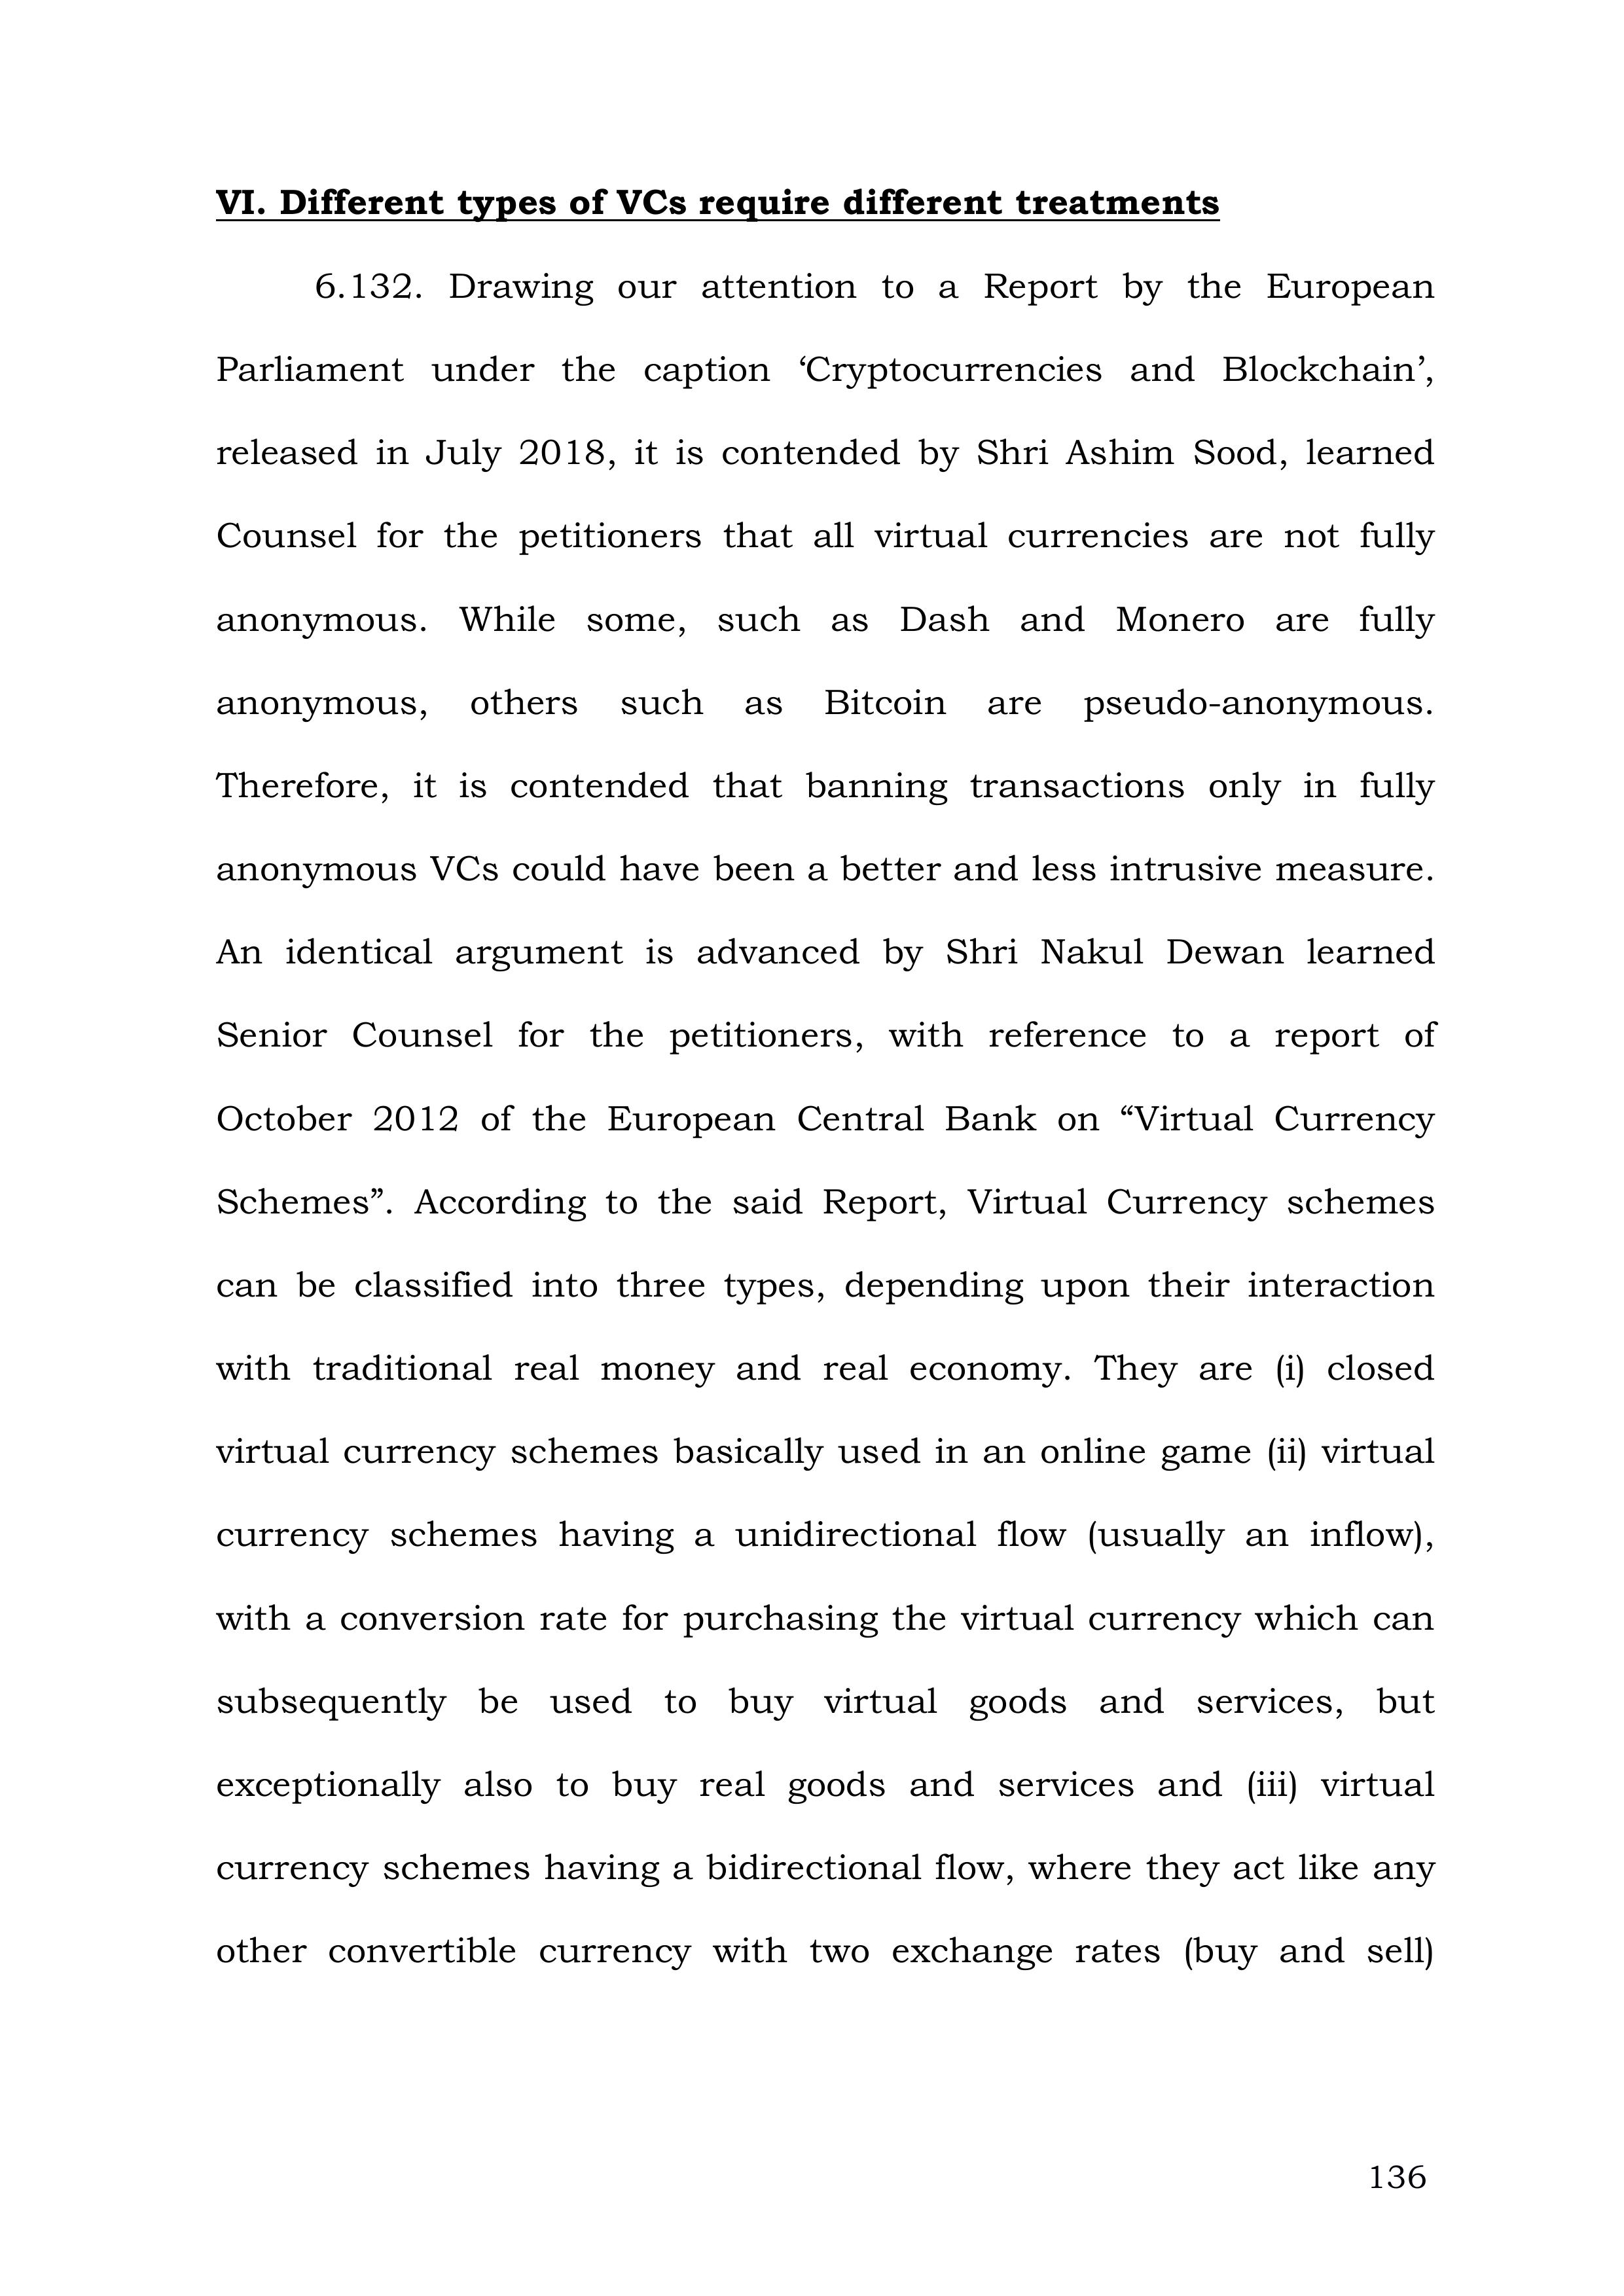 VI. Different types of VCs require different treatments
6.132. Drawing our attention to a Report by the European
Parliament under the caption ‘Cryptocurrencies and Blockchain’,
released in July 2018, it is contended by Shri Ashim Sood, learned
Counsel for the petitioners that all virtual currencies are not fully
anonymous. While some, such as Dash and Monero are fully
anonymous, others such as Bitcoin are pseudo-anonymous.
Therefore, it is contended that banning transactions only in fully
anonymous VCs could have been a better and less intrusive measure.
An identical argument is advanced by Shri Nakul Dewan learned
Senior Counsel for the petitioners, with reference to a report of
October 2012 of the European Central Bank on “Virtual Currency
Schemes”. According to the said Report, Virtual Currency schemes
can be classified into three types, depending upon their interaction
with traditional real money and real economy. They are (i) closed
virtual currency schemes basically used in an online game (ii) virtual
currency schemes having a unidirectional flow (usually an inflow),
with a conversion rate for purchasing the virtual currency which can
subsequently be used to buy virtual goods and services, but
exceptionally also to buy real goods and services and (iii) virtual
currency schemes having a bidirectional flow, where they act like any
other convertible currency with two exchange rates (buy and sell)
136